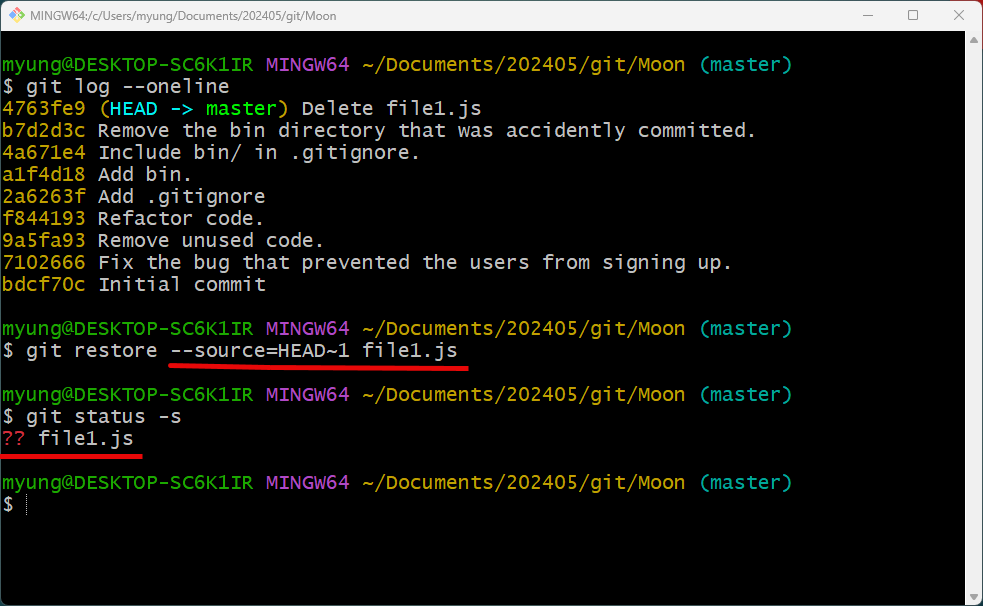 MINGW64:/c/Users/myung/Documents/202405/git/Moon
myung@DESKTOP-SC6K1IR MINGW64 ~/Documents/202405/git/Moon (master)
$ git log --oneline
4763fe9 (HEAD -> master) Delete file1.js
b7d2d3c Remove the bin directory that was accidently committed.
4a671e4 Include bin/ in .gitignore.
a1f4d18 Add bin.
2a6263f Add .gitignore
f844193 Refactor code.
9a5fa93 Remove unused code.
7102666 Fix the bug that prevented the users from signing up.
bdcf70c Initial commit
myung@DESKTOP-SC6K1IR MINGW64 ~/Documents/202405/git/Moon (master)
$ git restore --source=HEAD~1 file1.js
myung@DESKTOP-SC6K1IR MINGW64 ~/Documents/202405/git/Moon (master)
$ git status -s
?? file1.js
myung@DESKTOP-SC6K1IR MINGW64 ~/Documents/202405/git/Moon (master)
$